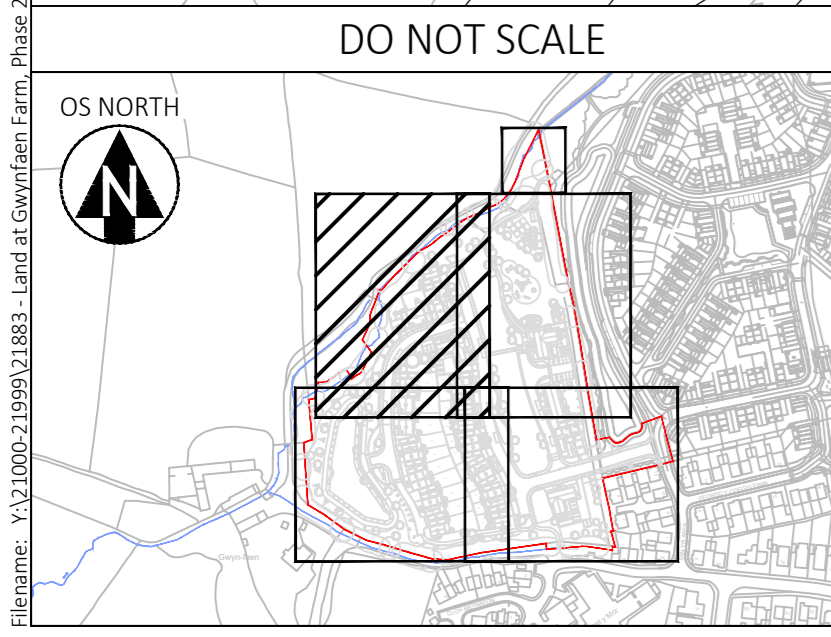 DO NOT SCALE
OS NORTH
N
Filename: Y:\21000-21999\21883 - Land at Gwynfaen Farm, Phase 2
Gwyn-faen